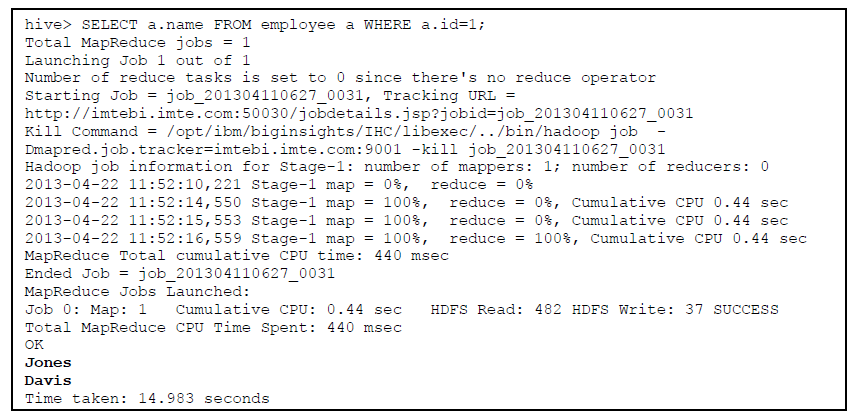 hive> SELECT a.name FROM employee a WHERE a.id=1;
Total MapReduce jobs = 1
Launching Job 1 out of 1
Number of reduce tasks is set to 0 since there's no reduce operator
Starting Job = job_201304110627_0031, Tracking URL =
http://imtebi.imte.com:50030/jobdetails.jsp?jobid=job_201304110627_0031
Kill Command = /opt/ibm/biginsights/IHC/libexec/../bin/hadoop job  -
Dmapred.job.tracker=imtebi.imte.com:9001 -kill job_201304110627_0031
Hadoop job information for Stage-1: number of mappers: 1; number of reducers: 0
2013-04-22 11:52:10,221 Stage-1 map = 0%,  reduce = 0%
2013-04-22 11:52:14,550 Stage-1 map = 100%,  reduce = 0%, Cumulative CPU 0.44 sec
2013-04-22 11:52:15,553 Stage-1 map = 100%,  reduce = 0%, Cumulative CPU 0.44 sec
2013-04-22 11:52:16,559 Stage-1 map = 100%,  reduce = 100%, Cumulative CPU 0.44 sec
MapReduce Total cumulative CPU time: 440 msec
Ended Job = job_201304110627_0031
MapReduce Jobs Launched:
Job 0: Map: 1   Cumulative CPU: 0.44 sec   HDFS Read: 482 HDFS Write: 37 SUCCESS
Total MapReduce CPU Time Spent: 440 msec
OK
Jones
Davis
Time taken: 14.983 seconds